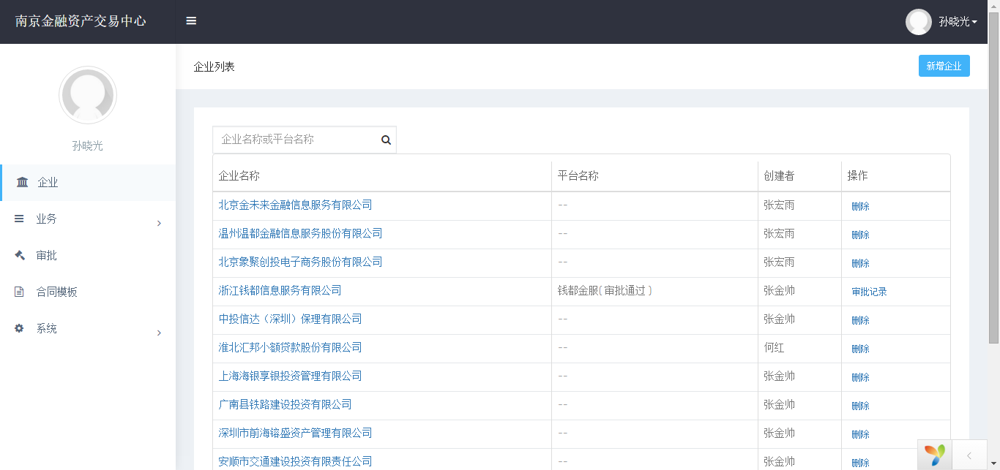 南京金融资产交易中心
孙晓光
企业列表
新增企业
孙晓光
企业
业务
审批
合同模板
系统
企业名称或平台名称
企业名称 平台名称 创建者 操作
北京金未来金融信息服务有限公司 -- 张宏雨 删除
温州温都金融信息服务股份有限公司 -- 张宏雨 删除
北京象聚创投电子商务股份有限公司 -- 张宏雨 删除
浙江钱都信息服务有限公司 钱都金服( 审批通过 ) 张金帅 审批记录
中投信达（深圳）保理有限公司 -- 张金帅 删除
淮北汇邦小额贷款股份有限公司 -- 何红 删除
上海海银享银投资管理有限公司 -- 张金帅 删除
广南县铁路建设投资有限公司 -- 张金帅 删除
深圳市前海镕盛资产管理有限公司 -- 张金帅 删除
安顺市交通建设投资有限责任公司 -- 张金帅 删除